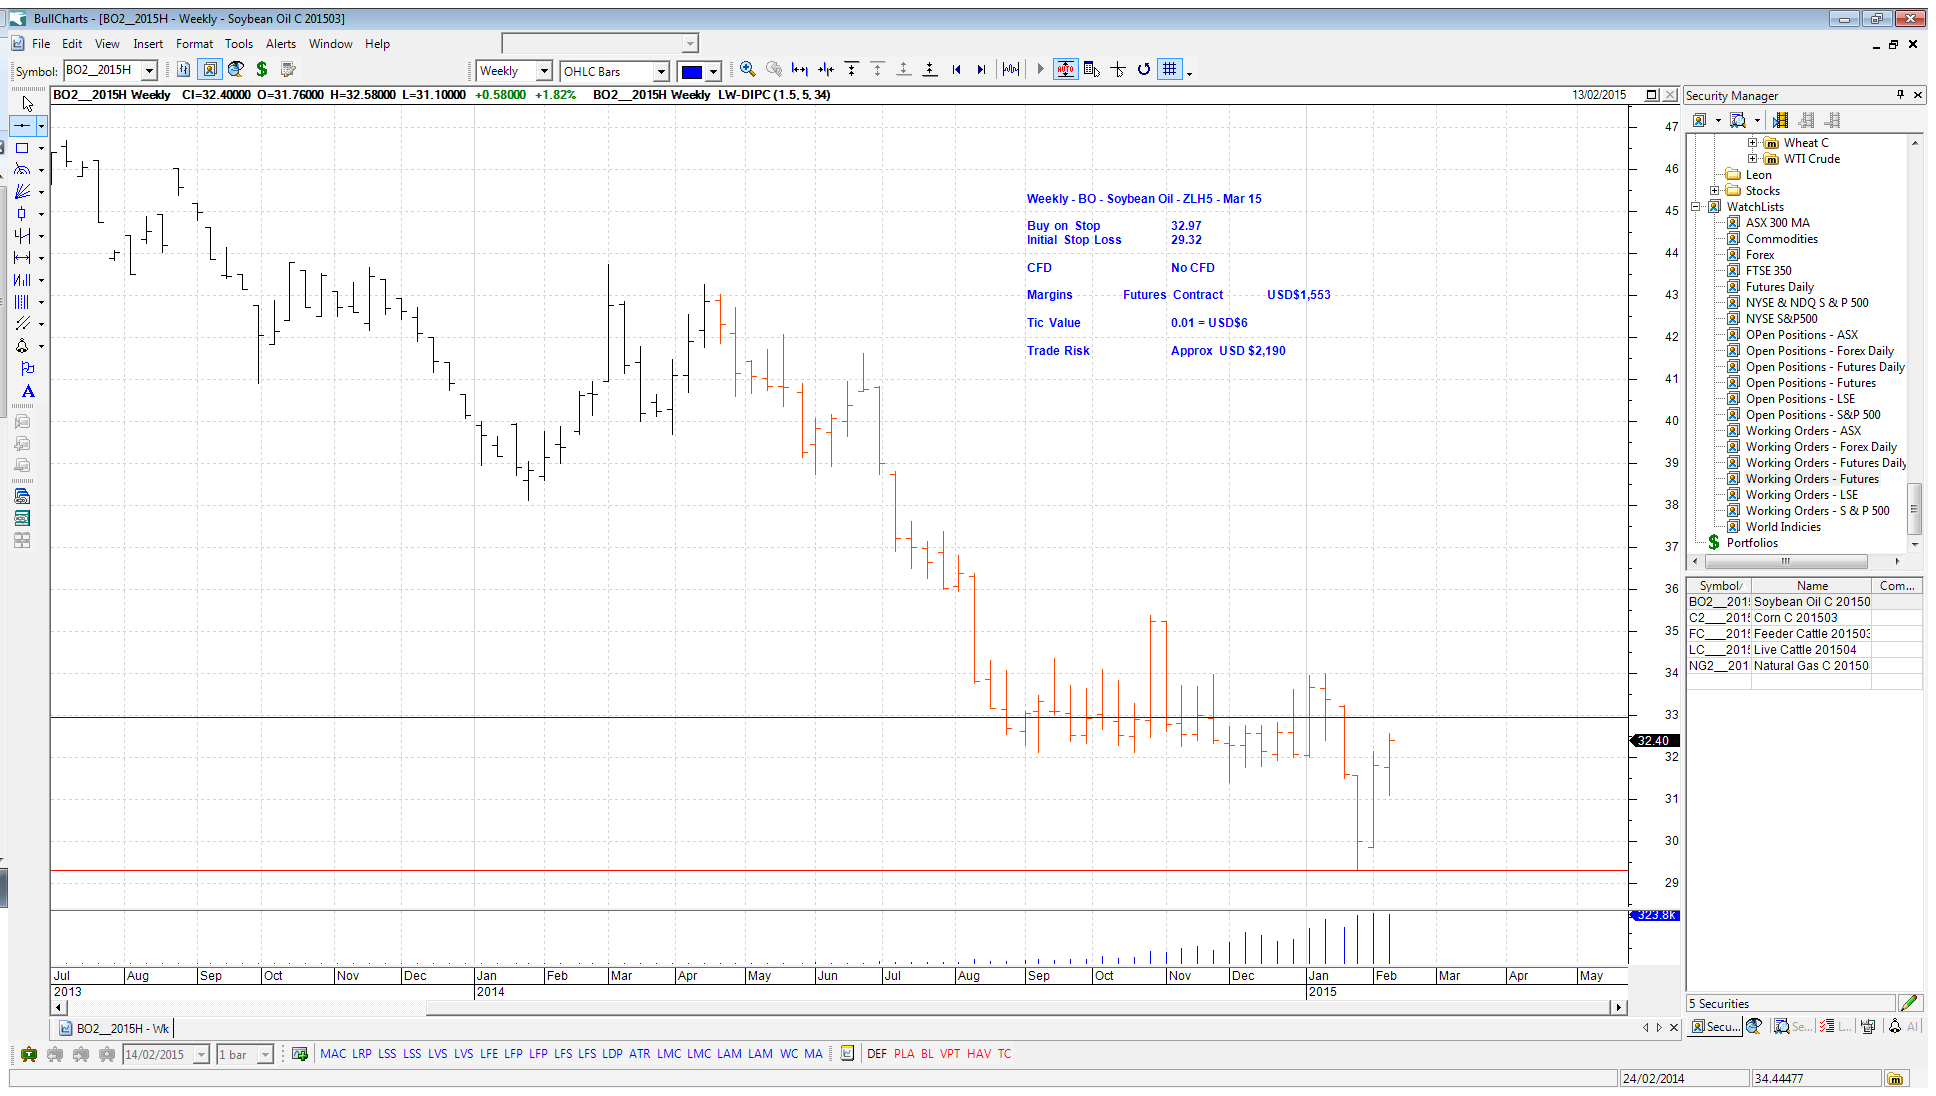 BullCharts - [BO2__2015H - Weekly - Soybean Oil C 201503]
File Edit View Insert Format Tools Alerts Window Help
Symbol: BO2__2015H Weekly OHLC Bars AUTO
BO2__2015H Weekly Cl=32.40000 O=31.76000 H=32.58000 L=31.10000 +0.58000 +1.82% BO2__2015H Weekly LW-DIPC (1.5, 5, 34) 13/02/2015
Weekly - BO - Soybean Oil - ZLH5 - Mar 15
Buy on Stop 32.97
Initial Stop Loss 29.32
CFD No CFD
Margins Futures Contract USD$1,553
Tic Value 0.01 = USD$6
Trade Risk Approx USD $2,190
47
46
45
44
43
42
41
40
39
38
37
36
35
34
33
32.40
32
31
30
29
323.8k
Jul Aug Sep Oct Nov Dec Jan Feb Mar Apr May Jun Jul Aug Sep Oct Nov Dec Jan Feb Mar Apr May
2013 2014 2015
Security Manager
Wheat C
WTI Crude
Leon
Stocks
WatchLists
ASX 300 MA
Commodities
Forex
FTSE 350
Futures Daily
NYSE & NDQ S & P 500
NYSE S&P500
OPen Positions - ASX
Open Positions - Forex Daily
Open Positions - Futures Daily
Open Positions - Futures
Open Positions - LSE
Open Positions - S&P 500
Working Orders - ASX
Working Orders - Forex Daily
Working Orders - Futures Daily
Working Orders - Futures
Working Orders - LSE
Working Orders - S & P 500
World Indicies
Portfolios
Symbol Name Com...
BO2__201! Soybean Oil C 20150
C2___201! Corn C 201503
FC___201! Feeder Cattle 201503
LC___201! Live Cattle 201504
NG2__201 Natural Gas C 20150
5 Securities
Secu... Se... L... Al
BO2__2015H - Wk
14/02/2015 1 bar MAC LRP LSS LSS LVS LVS LFE LFP LFP LFS LFS LDP ATR LMC LMC LAM LAM WC MA DEF PLA BL VPT HAV TC
24/02/2014 34.44477